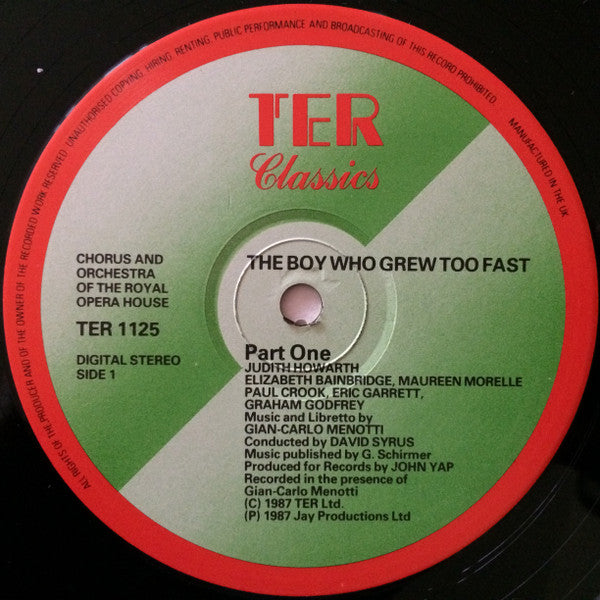 ALL RIGHTS OF THE PRODUCER AND OF THE OWNER OF THE RECORDED WORK RESERVED. UNAUTHORISED COPYING, HIRING, RENTING, PUBLIC PERFORMANCE AND BROADCASTING OF THIS RECORD PROHIBITED.
MANUFACTURED IN THE UK
TER
Classics
CHORUS AND
ORCHESTRA
OF THE ROYAL
OPERA HOUSE
TER 1125
DIGITAL STEREO
SIDE 1
THE BOY WHO GREW TOO FAST
Part One
JUDITH HOWARTH
ELIZABETH BAINBRIDGE, MAUREEN MORELLE
PAUL CROOK, ERIC GARRETT,
GRAHAM GODFREY
Music and Libretto by
GIAN-CARLO MENOTTI
Conducted by DAVID SYRUS
Music published by G. Schirmer
Produced for Records by JOHN YAP
Recorded in the presence of
Gian-Carlo Menotti
(C) 1987 TER Ltd.
(P) 1987 Jay Productions Ltd